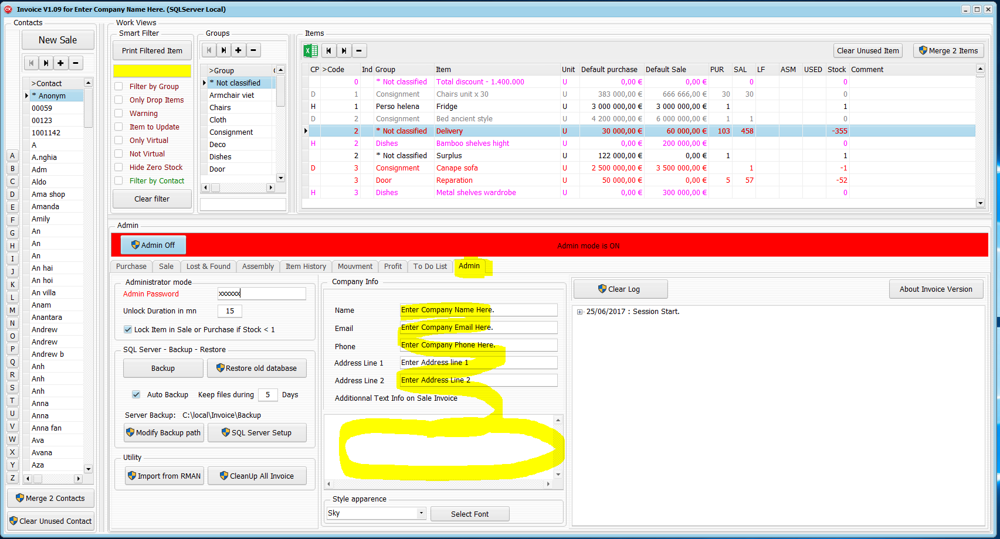 Invoice V1.09 for Enter Company Name Here. (SQLServer Local)
Contacts
New Sale
>Contact
* Anonym
00059
00123
1001142
A
A.nghia
Adm
Aldo
Ama shop
Amanda
Amily
An
An
An
An hai
An hoi
An villa
Anam
Anantara
Andrew
Andrew
Andrew b
Anh
Anh
Anh
Anna
Anna
Anna fan
Ava
Avana
Aza
A
B
C
D
E
F
G
H
I
J
K
L
M
N
O
P
Q
R
S
T
U
V
W
X
Y
Z
Merge 2 Contacts
Clear Unused Contact
Work Views
Smart Filter
Print Filtered Item
Filter by Group
Only Drop Items
Warning
Item to Update
Only Virtual
Not Virtual
Hide Zero Stock
Filter by Contact
Clear filter
Groups
>Group
* Not classified
Armchair viet
Chairs
Cloth
Consignment
Deco
Dishes
Door
Items
Clear Unused Item
Merge 2 Items
CP >Code Ind Group Item Unit Default purchase Default Sale PUR SAL LF ASM USED Stock Comment
0 * Not classified Total discount - 1.400.000 U 0,00 € 0,00 € 0 0
D 1 Consignment Chairs unit x 30 U 383 000,00 € 666 666,00 € 30 30 0
H 1 Perso helena Fridge U 3 000 000,00 € 3 000 000,00 € 1 1
D 2 Consignment Bed ancient style U 4 200 000,00 € 6 000 000,00 € 1 1 0
2 * Not classified Delivery U 30 000,00 € 60 000,00 € 103 458 -355
H 2 Dishes Bamboo shelves hight U 0,00 € 200 000,00 € 0
2 * Not classified Surplus U 122 000,00 € 0,00 € 1 1
D 3 Consignment Canape sofa U 2 500 000,00 € 3 500 000,00 € 1 -1
3 Door Reparation U 50 000,00 € 0,00 € 5 57 -52
H 3 Dishes Metal shelves wardrobe U 0,00 € 300 000,00 € 0
Admin
Admin Off
Admin mode is ON
Purchase Sale Lost & Found Assembly Item History Mouvment Profit To Do List Admin
Administrator mode
Admin Password xxxxxx
Unlock Duration in mn 15
Lock Item in Sale or Purchase if Stock < 1
SQL Server - Backup - Restore
Backup
Restore old database
Auto Backup Keep files during 5 Days
Server Backup: C:\local\Invoice\Backup
Modify Backup path
SQL Server Setup
Utility
Import from RMAN
CleanUp All Invoice
Company Info
Name Enter Company Name Here.
Email Enter Company Email Here.
Phone Enter Company Phone Here.
Address Line 1 Enter Address line 1
Address Line 2 Enter Address Line 2
Additionnal Text Info on Sale Invoice
Style apparence
Sky
Select Font
Clear Log
About Invoice Version
25/06/2017 : Session Start.